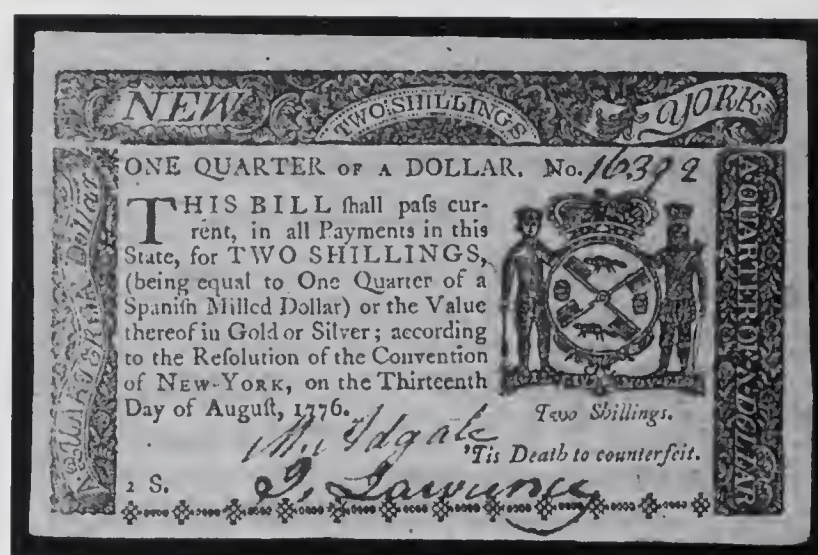 NEW TWO SHILLINGS YORK
ONE QUARTER OF A DOLLAR. No.
THIS BILL ſhall paſs cur-
rent, in all Payments in this
State, for TWO SHILLINGS,
(being equal to One Quarter of a
Spaniſh Milled Dollar) or the Value
thereof in Gold or Silver; according
to the Reſolution of the Convention
of NEW-YORK, on the Thirteenth
Day of Auguſt, 1776.
Two Shillings.
'Tis Death to counterfeit.
2 S.
A QUARTER OF A DOLLAR
A QUARTER OF A DOLLAR